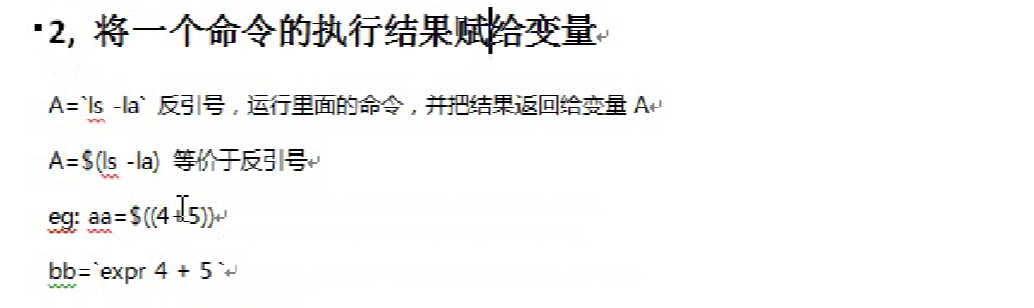 2, 将一个命令的执行结果赋给变量
A=`ls -la` 反引号，运行里面的命令，并把结果返回给变量 A
A=$(ls -la) 等价于反引号
eg: aa=$((4+5))
bb=`expr 4 + 5 `